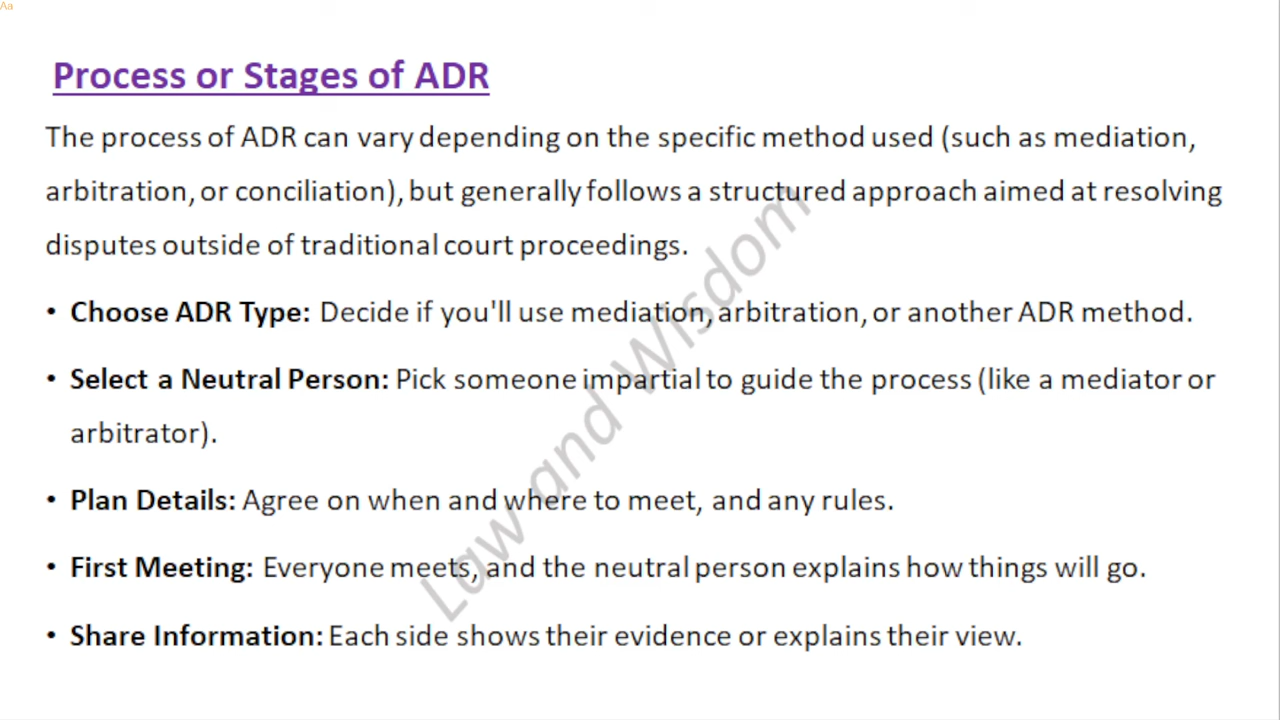 Aa
Process or Stages of ADR
The process of ADR can vary depending on the specific method used (such as mediation,
arbitration, or conciliation), but generally follows a structured approach aimed at resolving
disputes outside of traditional court proceedings.
• Choose ADR Type: Decide if you'll use mediation, arbitration, or another ADR method.
• Select a Neutral Person: Pick someone impartial to guide the process (like a mediator or
arbitrator).
• Plan Details: Agree on when and where to meet, and any rules.
• First Meeting: Everyone meets, and the neutral person explains how things will go.
• Share Information: Each side shows their evidence or explains their view.
Law and Wisdom